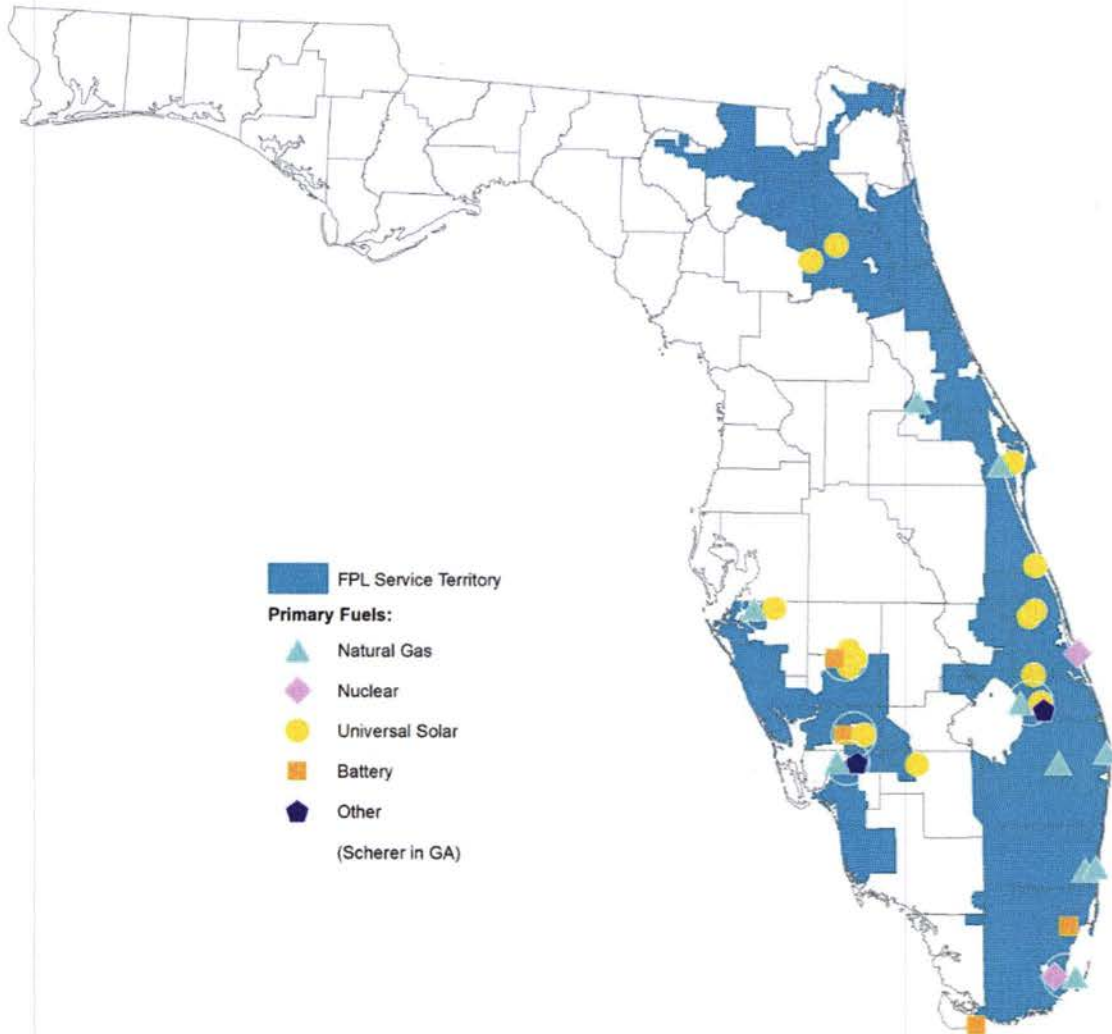 FPL Service Territory
Primary Fuels:
Natural Gas
Nuclear
Universal Solar
Battery
Other
(Scherer in GA)